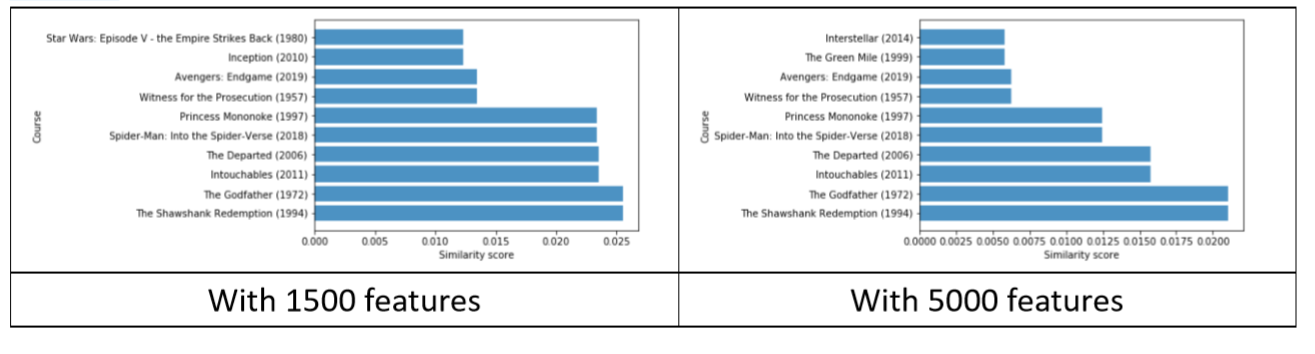 Star Wars: Episode V - the Empire Strikes Back (1980)
Inception (2010)
Avengers: Endgame (2019)
Witness for the Prosecution (1957)
Princess Mononoke (1997)
Spider-Man: Into the Spider-Verse (2018)
The Departed (2006)
Intouchables (2011)
The Godfather (1972)
The Shawshank Redemption (1994)
Course
0.000 0.005 0.010 0.015 0.020 0.025
Similarity score
With 1500 features
Interstellar (2014)
The Green Mile (1999)
Avengers: Endgame (2019)
Witness for the Prosecution (1957)
Princess Mononoke (1997)
Spider-Man: Into the Spider-Verse (2018)
The Departed (2006)
Intouchables (2011)
The Godfather (1972)
The Shawshank Redemption (1994)
Course
0.0000 0.0025 0.0050 0.0075 0.0100 0.0125 0.0150 0.0175 0.0200
Similarity score
With 5000 features